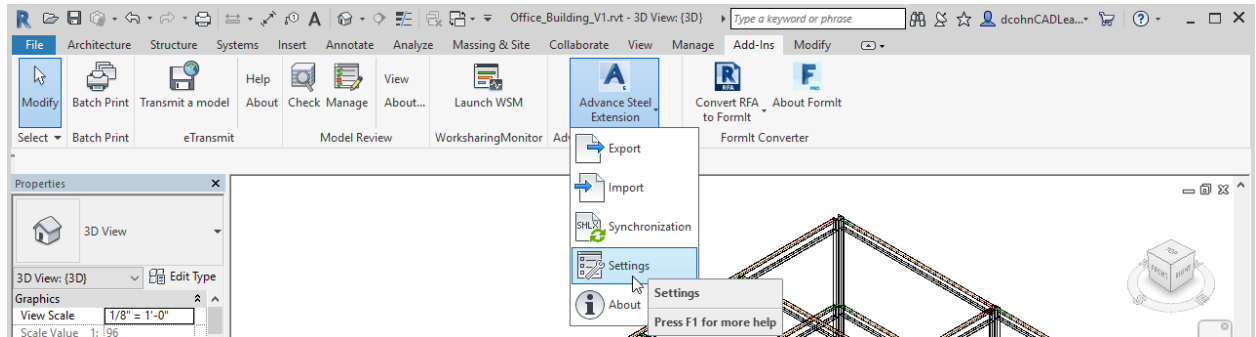 Office_Building_V1.rvt - 3D View: {3D}
Type a keyword or phrase
dcohnCADLea...
File Architecture Structure Systems Insert Annotate Analyze Massing & Site Collaborate View Manage Add-Ins Modify
Modify
Batch Print
Transmit a model
Help
About
Check
Manage
View
About...
Launch WSM
Advance Steel
Extension
Convert RFA
to FormIt
About FormIt
Select
Batch Print
eTransmit
Model Review
WorksharingMonitor
FormIt Converter
Export
Import
Synchronization
Settings
About
Settings
Press F1 for more help
Properties
3D View
3D View: {3D}
Edit Type
Graphics
View Scale 1/8" = 1'-0"
Scale Value 1: 96
TOP
FRONT
RIGHT